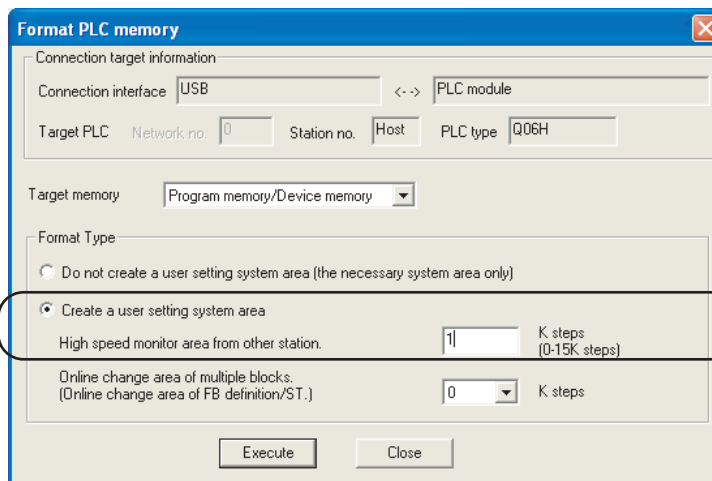 Format PLC memory
Connection target information
Connection interface USB <--> PLC module
Target PLC Network no. 0 Station no. Host PLC type Q06H
Target memory Program memory/Device memory
Format Type
Do not create a user setting system area (the necessary system area only)
Create a user setting system area
High speed monitor area from other station. 1 K steps
(0-15K steps)
Online change area of multiple blocks.
(Online change area of FB definition/ST.) 0 K steps
Execute Close